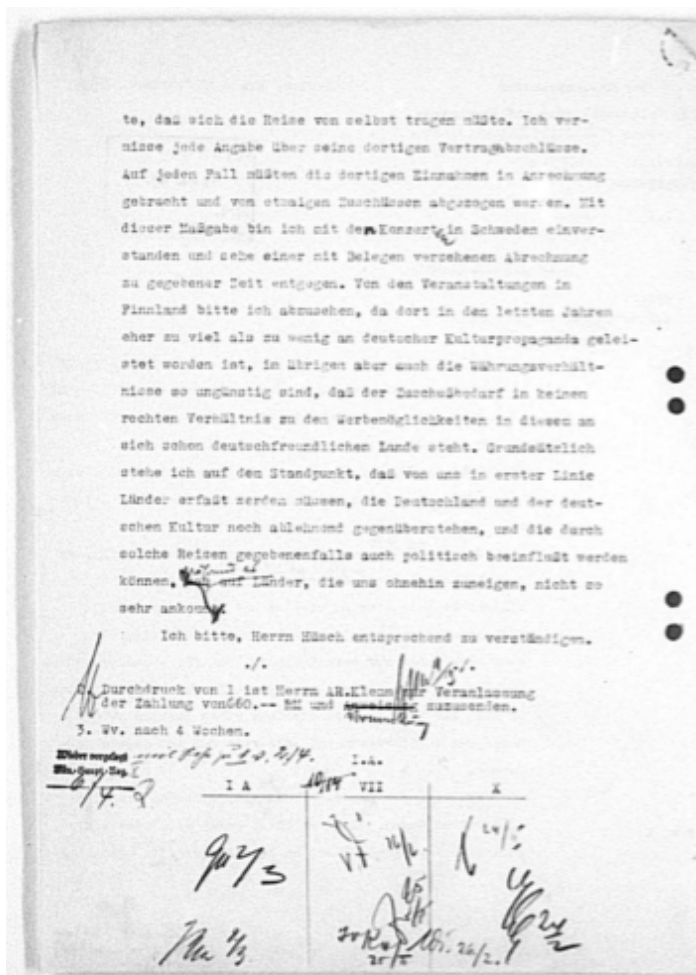 te, daß sich die Reise von selbst tragen müßte. Ich ver-
misse jede Angabe über seine dortigen Vertragabschlüsse.
Auf jeden Fall müßten die dortigen Einnahmen in Anrechnung
gebracht und von etwaigen Zuschüssen abgezogen werden. Mit
dieser Maßgabe bin ich mit den Konzert in Schweden einver-
standen und sehe einer mit Belegen versehenen Abrechnung
zu gegebener Zeit entgegen. Von den Veranstaltungen in
Finnland bitte ich abzusehen, da dort in den letzten Jahren
eher zu viel als zu wenig an deutscher Kulturpropaganda gelei-
stet worden ist, im übrigen aber auch die Währungsverhält-
nisse so ungünstig sind, daß der Zuschußbedarf in keinem
rechten Verhältnis zu den Werbemöglichkeiten in diesem an
sich schon deutschfreundlichen Lande steht. Grundsätzlich
stehe ich auf dem Standpunkt, daß von uns in erster Linie
Länder erfaßt werden müssen, die Deutschland und der deut-
schen Kultur noch ablehnend gegenüberstehen, und die durch
solche Reisen gegebenenfalls auch politisch beeinflußt werden
können, auf Länder, die uns ohnehin zuneigen, nicht so
sehr ankommt
Ich bitte, Herrn Hüsch entsprechend zu verständigen.
./.
Durchdruck von 1 ist Herrn AR.Klemm zur Veranlassung
der Zahlung von 660.-- RM und zuzusenden.
3. Wv. nach 4 Wochen.
Wieder vorgelegt
I.A.
I A VII X